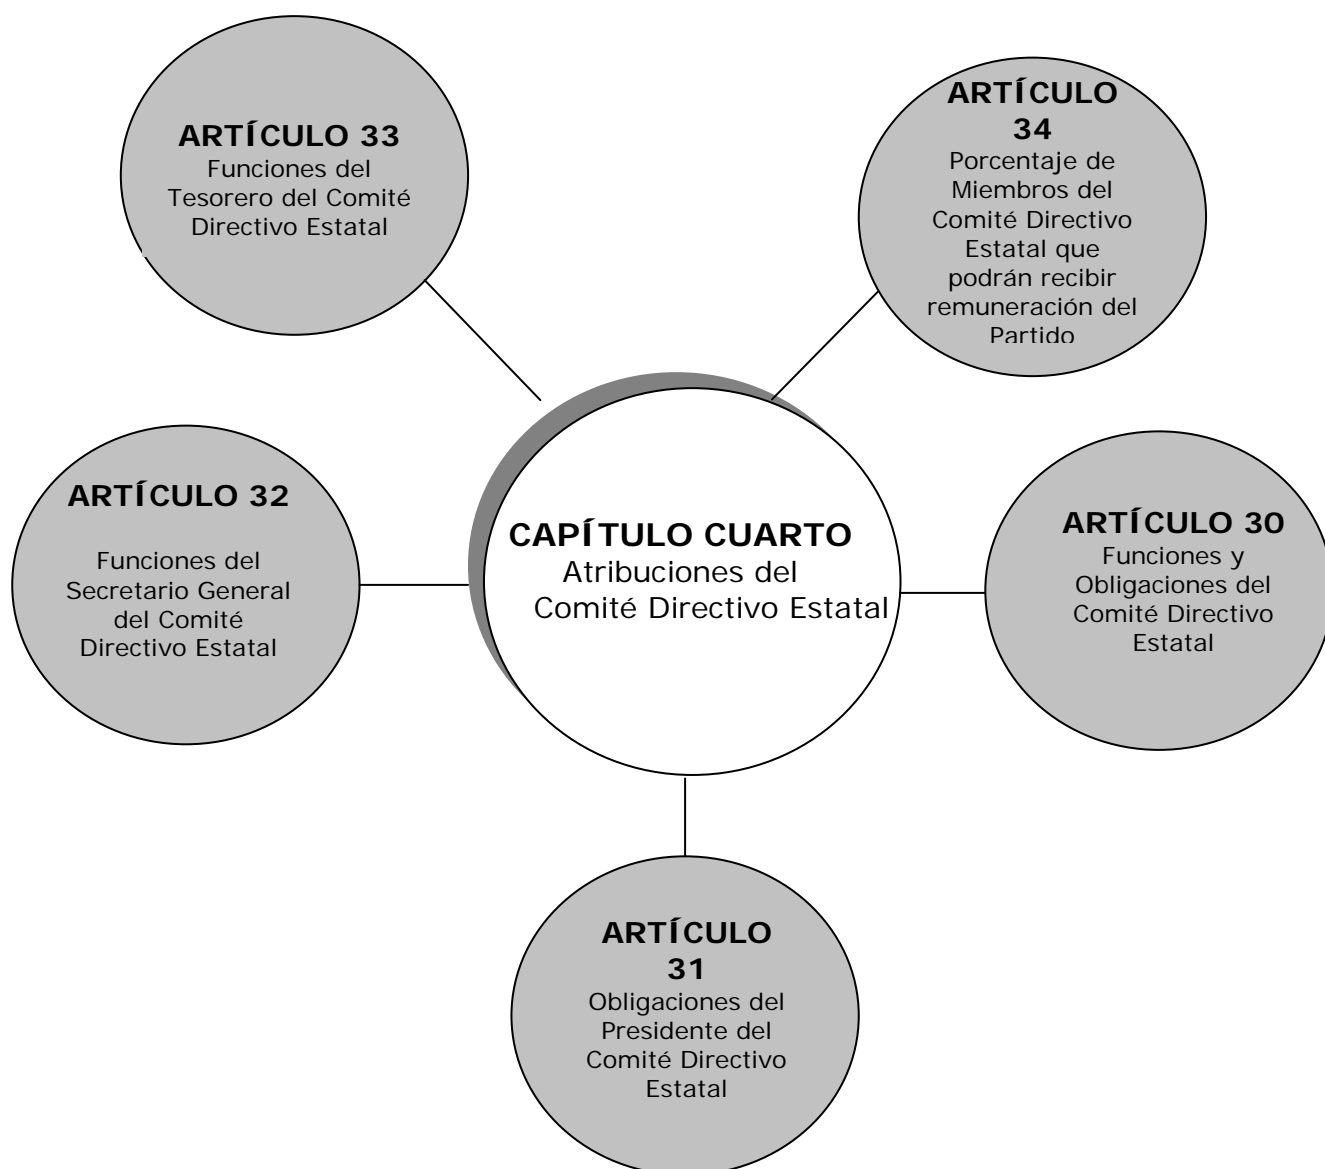 ARTÍCULO 33
Funciones del
Tesorero del Comité
Directivo Estatal
ARTÍCULO
34
Porcentaje de
Miembros del
Comité Directivo
Estatal que
podrán recibir
remuneración del
Partido
ARTÍCULO 32
Funciones del
Secretario General
del Comité
Directivo Estatal
CAPÍTULO CUARTO
Atribuciones del
Comité Directivo Estatal
ARTÍCULO 30
Funciones y
Obligaciones del
Comité Directivo
Estatal
ARTÍCULO
31
Obligaciones del
Presidente del
Comité Directivo
Estatal